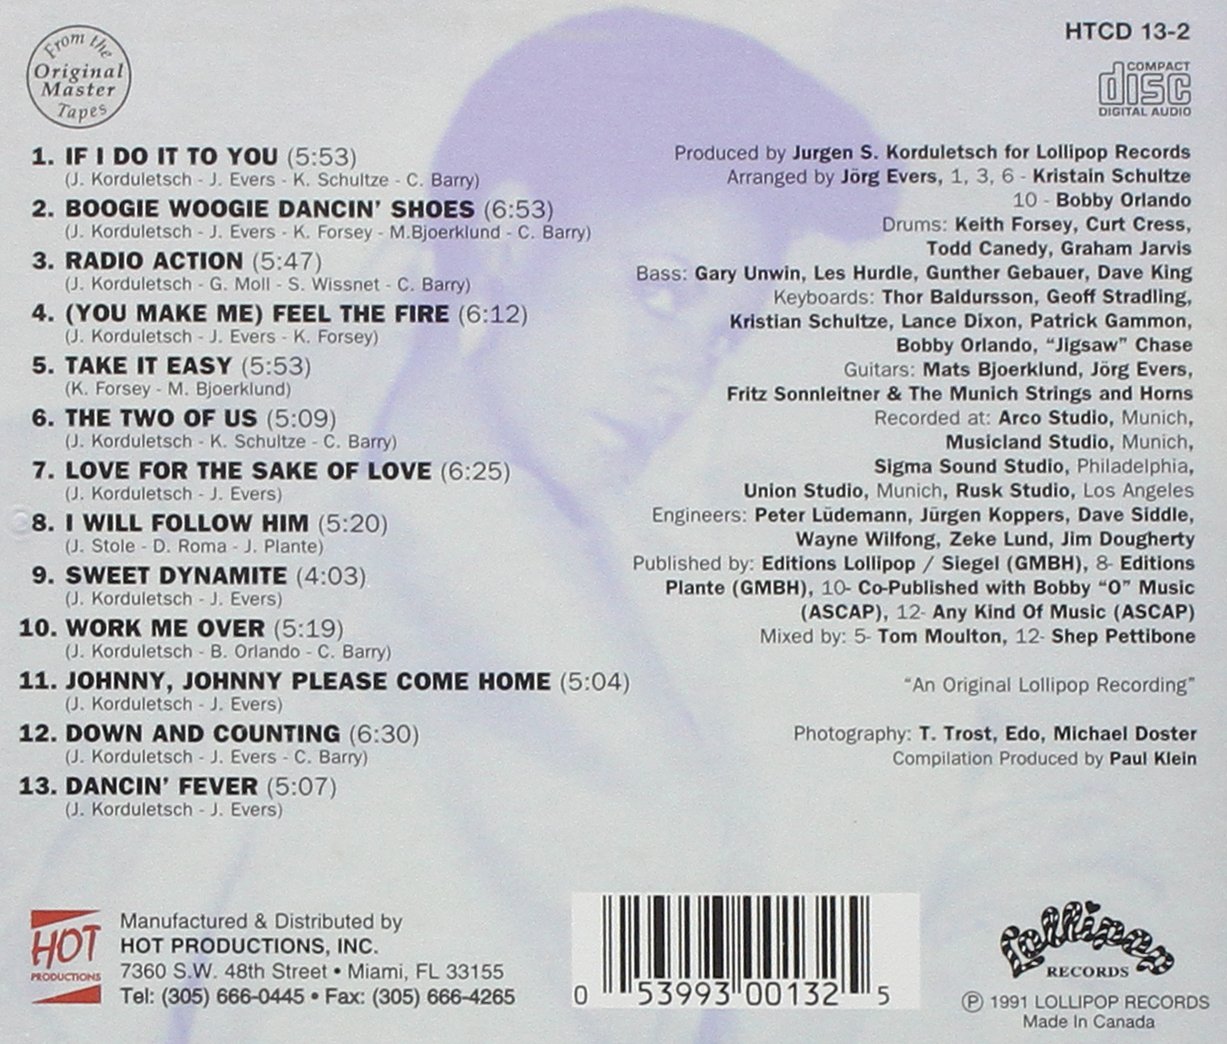 From the
Original
Master
Tapes
HTCD 13-2
COMPACT
disc
DIGITAL AUDIO
1. IF I DO IT TO YOU (5:53)
(J. Korduletsch - J. Evers - K. Schultze - C. Barry)
2. BOOGIE WOOGIE DANCIN' SHOES (6:53)
(J. Korduletsch - J. Evers - K. Forsey - M.Bjoerklund - C. Barry)
3. RADIO ACTION (5:47)
(J. Korduletsch - G. Moll - S. Wissnet - C. Barry)
4. (YOU MAKE ME) FEEL THE FIRE (6:12)
(J. Korduletsch - J. Evers - K. Forsey)
5. TAKE IT EASY (5:53)
(K. Forsey - M. Bjoerklund)
6. THE TWO OF US (5:09)
(J. Korduletsch - K. Schultze - C. Barry)
7. LOVE FOR THE SAKE OF LOVE (6:25)
(J. Korduletsch - J. Evers)
8. I WILL FOLLOW HIM (5:20)
(J. Stole - D. Roma - J. Plante)
9. SWEET DYNAMITE (4:03)
(J. Korduletsch - J. Evers)
10. WORK ME OVER (5:19)
(J. Korduletsch - B. Orlando - C. Barry)
11. JOHNNY, JOHNNY PLEASE COME HOME (5:04)
(J. Korduletsch - J. Evers)
12. DOWN AND COUNTING (6:30)
(J. Korduletsch - J. Evers - C. Barry)
13. DANCIN' FEVER (5:07)
(J. Korduletsch - J. Evers)
Produced by Jurgen S. Korduletsch for Lollipop Records
Arranged by Jörg Evers, 1, 3, 6 - Kristain Schultze
10 - Bobby Orlando
Drums: Keith Forsey, Curt Cress,
Todd Canedy, Graham Jarvis
Bass: Gary Unwin, Les Hurdle, Gunther Gebauer, Dave King
Keyboards: Thor Baldursson, Geoff Stradling,
Kristian Schultze, Lance Dixon, Patrick Gammon,
Bobby Orlando, "Jigsaw" Chase
Guitars: Mats Bjoerklund, Jörg Evers,
Fritz Sonnleitner & The Munich Strings and Horns
Recorded at: Arco Studio, Munich,
Musicland Studio, Munich,
Sigma Sound Studio, Philadelphia,
Union Studio, Munich, Rusk Studio, Los Angeles
Engineers: Peter Lüdemann, Jürgen Koppers, Dave Siddle,
Wayne Wilfong, Zeke Lund, Jim Dougherty
Published by: Editions Lollipop / Siegel (GMBH), 8- Editions
Plante (GMBH), 10- Co-Published with Bobby "O" Music
(ASCAP), 12- Any Kind Of Music (ASCAP)
Mixed by: 5- Tom Moulton, 12- Shep Pettibone
"An Original Lollipop Recording"
Photography: T. Trost, Edo, Michael Doster
Compilation Produced by Paul Klein
HOT
PRODUCTIONS
Manufactured & Distributed by
HOT PRODUCTIONS, INC.
7360 S.W. 48th Street • Miami, FL 33155
Tel: (305) 666-0445 • Fax: (305) 666-4265
0 53993 00132 5
Lollipop
RECORDS
℗ 1991 LOLLIPOP RECORDS
Made In Canada